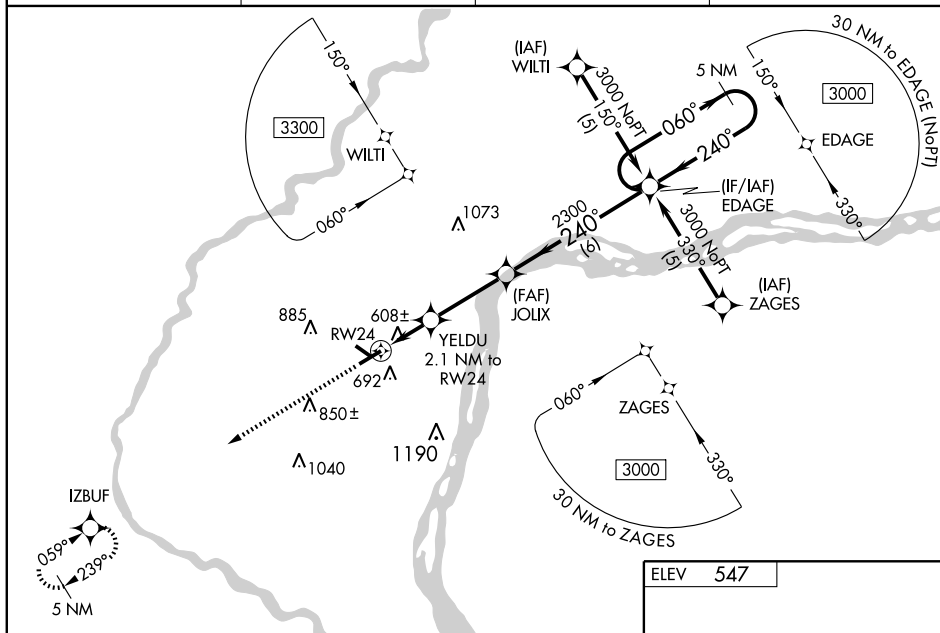 150°
3300
WILTI
060°
(IAF)
WILTI
3000 NoPT
150°
(5)
5 NM
060°
240°
30 NM to EDAGE (NoPT)
150°
3000
EDAGE
330°
(IF/IAF)
EDAGE
1073
2300
240°
(6)
3000 NoPT
330°
(5)
(IAF)
ZAGES
(FAF)
JOLIX
885
608±
RW24
YELDU
2.1 NM to
RW24
692
850±
1040
1190
060°
ZAGES
3000
330°
30 NM to ZAGES
IZBUF
059°
239°
5 NM
ELEV 547